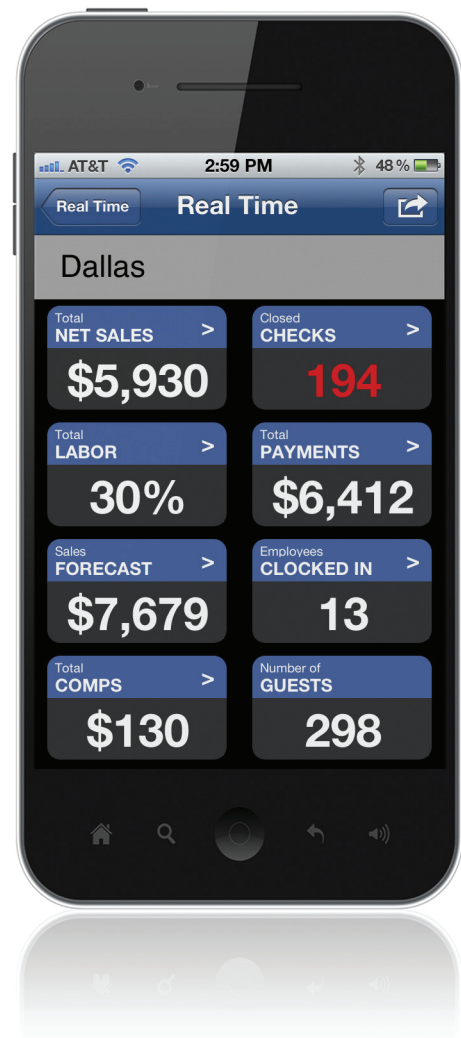 AT&T 2:59 PM 48%
Real Time Real Time
Dallas
Total
NET SALES >
$5,930
Closed
CHECKS >
194
Total
LABOR >
30%
Total
PAYMENTS >
$6,412
Sales
FORECAST >
$7,679
Employees
CLOCKED IN >
13
Total
COMPS >
$130
Number of
GUESTS
298